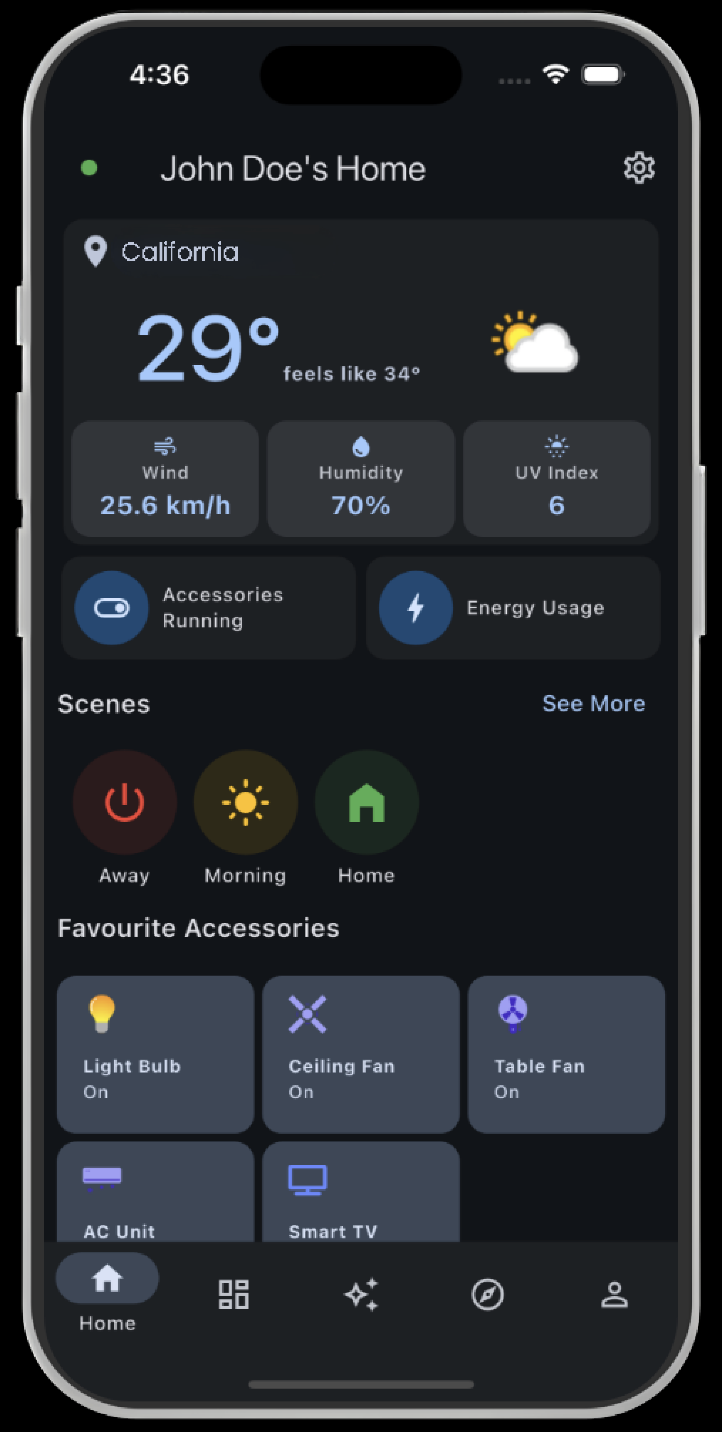 4:36
John Doe's Home
California
29° feels like 34°
Wind
25.6 km/h
Humidity
70%
UV Index
6
Accessories
Running
Energy Usage
Scenes
See More
Away
Morning
Home
Favourite Accessories
Light Bulb
On
Ceiling Fan
On
Table Fan
On
AC Unit
Smart TV
Home